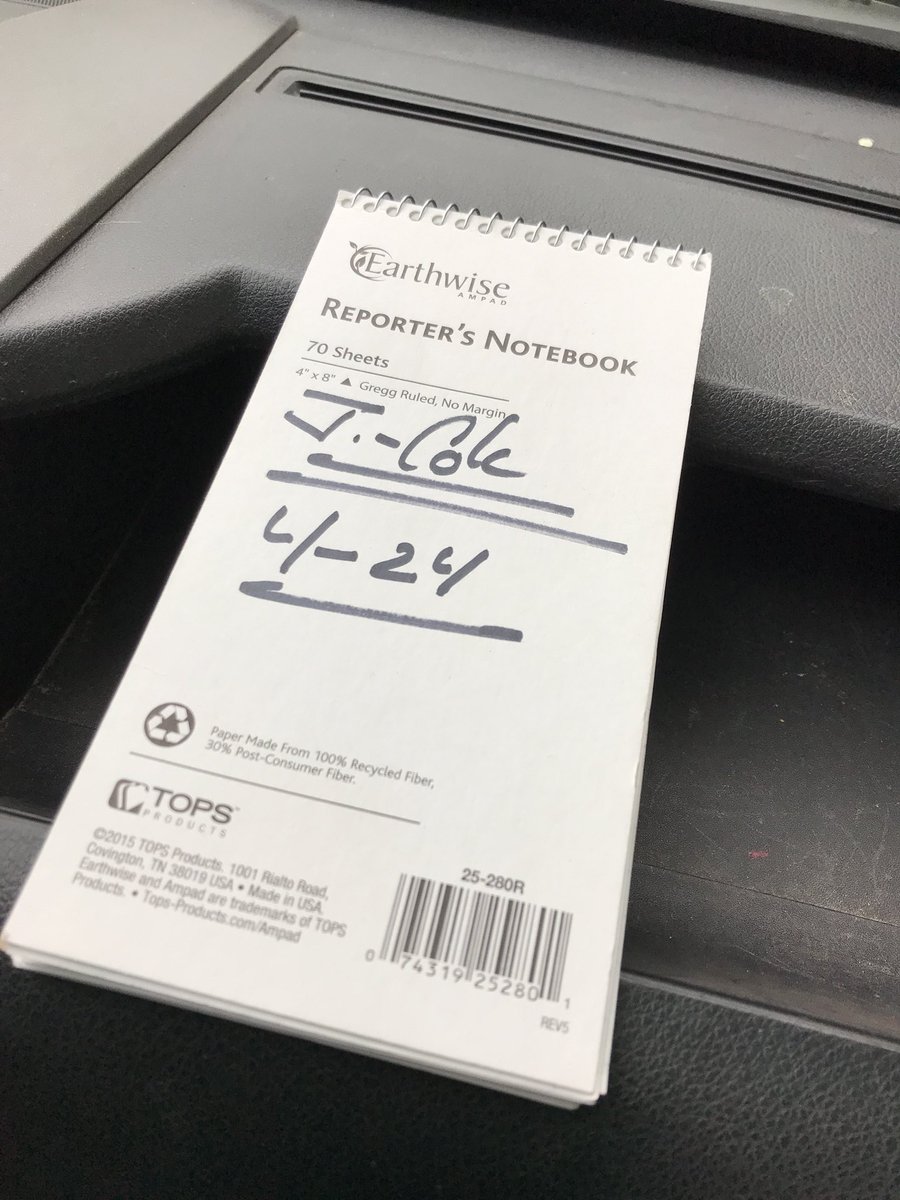 Earthwise
AMPAD
REPORTER'S NOTEBOOK
70 Sheets
4" x 8" ▲ Gregg Ruled, No Margin
J.-Cole
4-24
Paper Made From 100% Recycled Fiber,
30% Post-Consumer Fiber.
TOPS™
PRODUCTS
©2015 TOPS Products. 1001 Rialto Road,
Covington, TN 38019 USA • Made in USA.
Earthwise and Ampad are trademarks of TOPS
Products. • Tops-Products.com/Ampad
25-280R
0 74319 25280 1
REV5